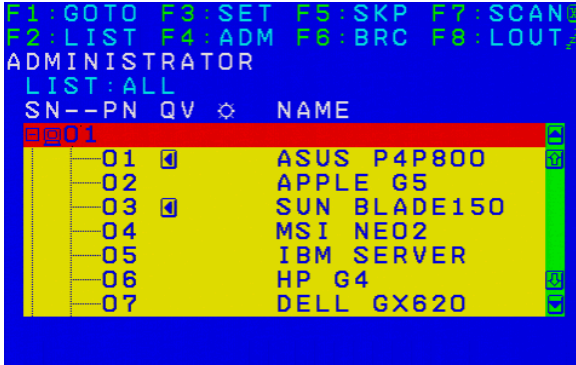 F1:GOTO F3:SET F5:SKP F7:SCAN
F2:LIST F4:ADM F6:BRC F8:LOUT
ADMINISTRATOR
LIST:ALL
SN--PN QV NAME
01
01 ASUS P4P800
02 APPLE G5
03 SUN BLADE150
04 MSI NEO2
05 IBM SERVER
06 HP G4
07 DELL GX620